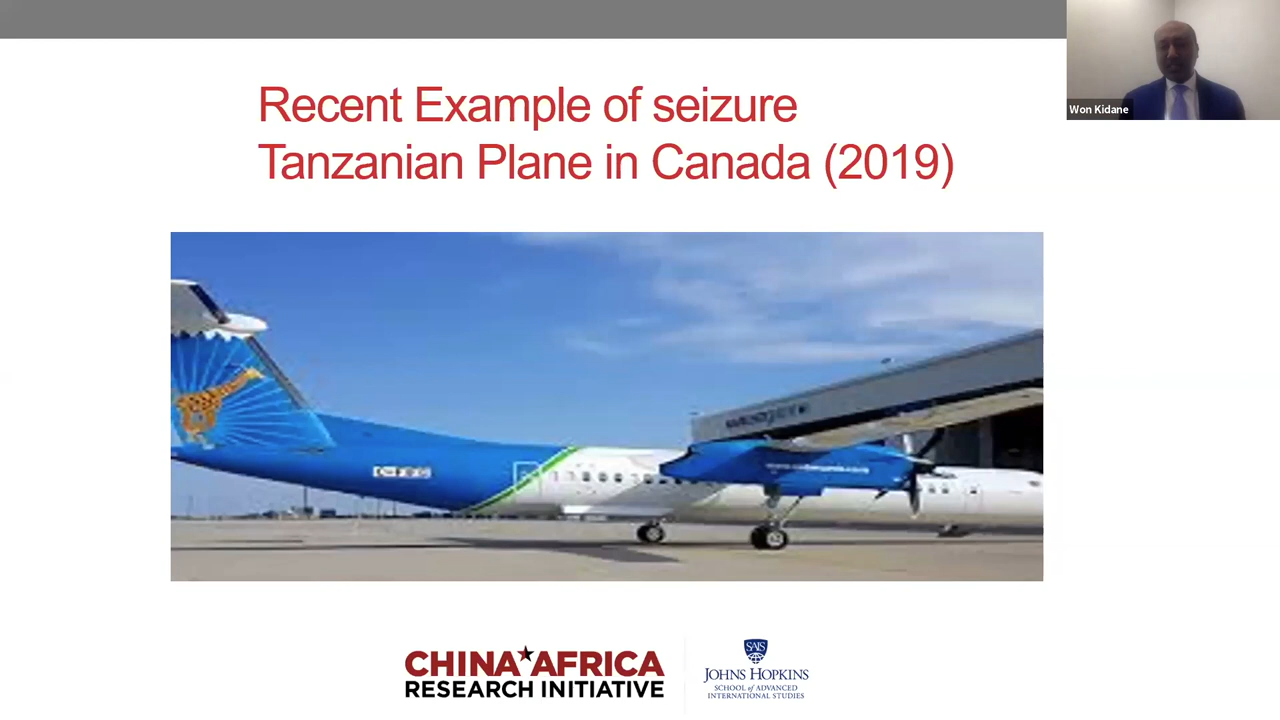 Recent Example of seizure
Tanzanian Plane in Canada (2019)
Won Kidane
CHINA AFRICA
RESEARCH INITIATIVE
SAIS
JOHNS HOPKINS
SCHOOL of ADVANCED
INTERNATIONAL STUDIES